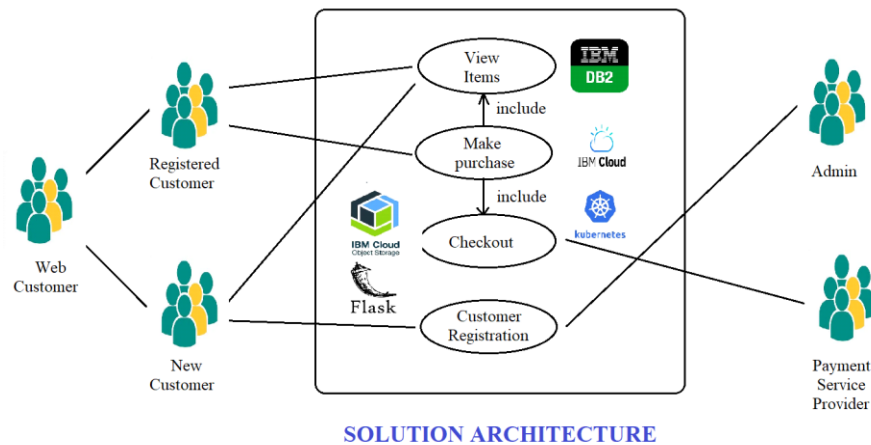 View
Items
IBM
DB2
include
Registered
Customer
Make
purchase
IBM Cloud
Admin
include
IBM Cloud
Object Storage
Checkout
kubernetes
Web
Customer
Flask
Customer
Registration
New
Customer
Payment
Service
Provider
SOLUTION ARCHITECTURE